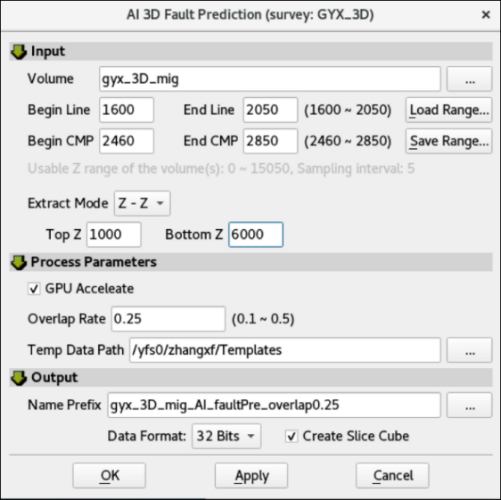 AI 3D Fault Prediction (survey: GYX_3D)
Input
Volume gyx_3D_mig ...
Begin Line 1600 End Line 2050 (1600 ~ 2050) Load Range...
Begin CMP 2460 End CMP 2850 (2460 ~ 2850) Save Range...
Usable Z range of the volume(s): 0 ~ 15050, Sampling interval: 5
Extract Mode Z - Z
Top Z 1000 Bottom Z 6000
Process Parameters
GPU Acceleate
Overlap Rate 0.25 (0.1 ~ 0.5)
Temp Data Path /yfs0/zhangxf/Templates ...
Output
Name Prefix gyx_3D_mig_AI_faultPre_overlap0.25 ...
Data Format: 32 Bits Create Slice Cube
OK Apply Cancel